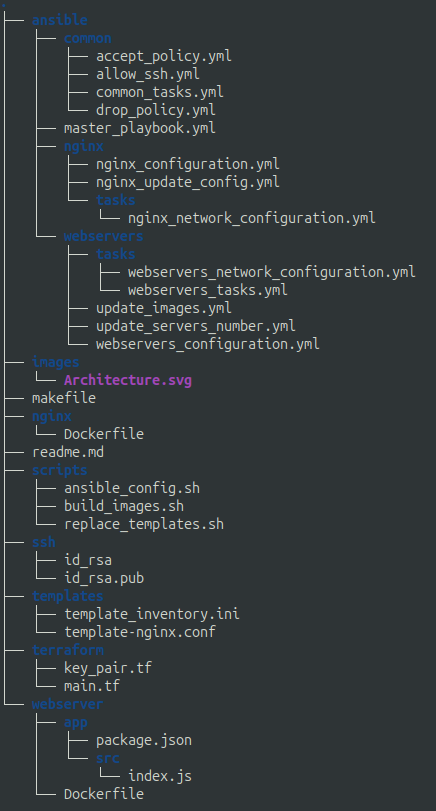 .
├── ansible
│   ├── common
│   │   ├── accept_policy.yml
│   │   ├── allow_ssh.yml
│   │   ├── common_tasks.yml
│   │   └── drop_policy.yml
│   ├── master_playbook.yml
│   ├── nginx
│   │   ├── nginx_configuration.yml
│   │   ├── nginx_update_config.yml
│   │   └── tasks
│   │       └── nginx_network_configuration.yml
│   └── webservers
│       ├── tasks
│       │   ├── webservers_network_configuration.yml
│       │   └── webservers_tasks.yml
│       ├── update_images.yml
│       ├── update_servers_number.yml
│       └── webservers_configuration.yml
├── images
│   └── Architecture.svg
├── makefile
├── nginx
│   └── Dockerfile
├── readme.md
├── scripts
│   ├── ansible_config.sh
│   ├── build_images.sh
│   └── replace_templates.sh
├── ssh
│   ├── id_rsa
│   └── id_rsa.pub
├── templates
│   ├── template_inventory.ini
│   └── template-nginx.conf
├── terraform
│   ├── key_pair.tf
│   └── main.tf
└── webserver
    ├── app
    │   ├── package.json
    │   └── src
    │       └── index.js
    └── Dockerfile